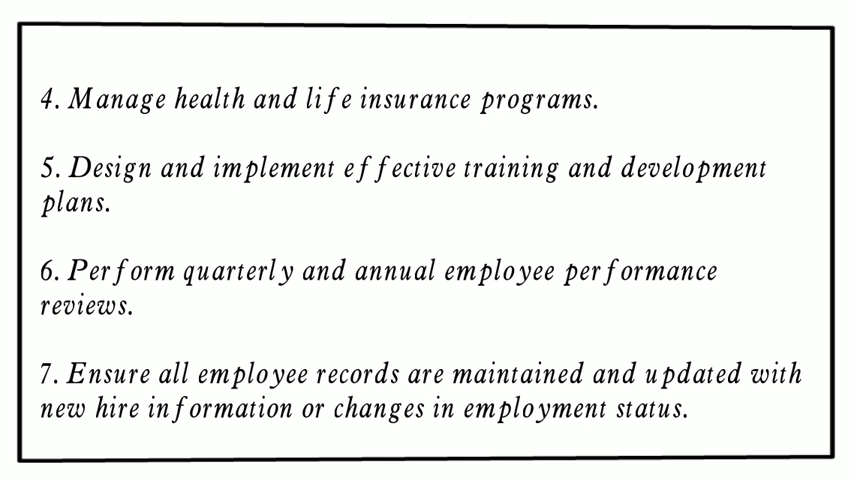 4. Manage health and life insurance programs.
5. Design and implement effective training and development
plans.
6. Perform quarterly and annual employee performance
reviews.
7. Ensure all employee records are maintained and updated with
new hire information or changes in employment status.